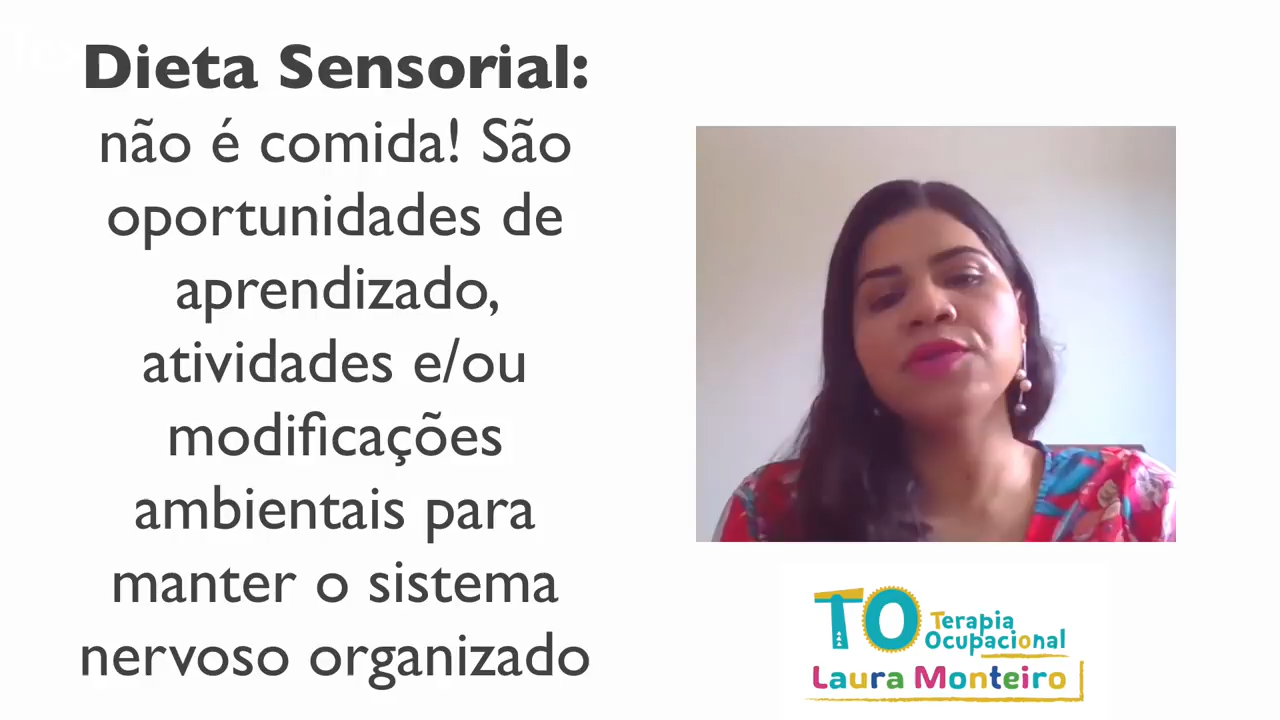 Dieta Sensorial:
não é comida! São
oportunidades de
aprendizado,
atividades e/ou
modificações
ambientais para
manter o sistema
nervoso organizado
TO Terapia
Ocupacional
Laura Monteiro